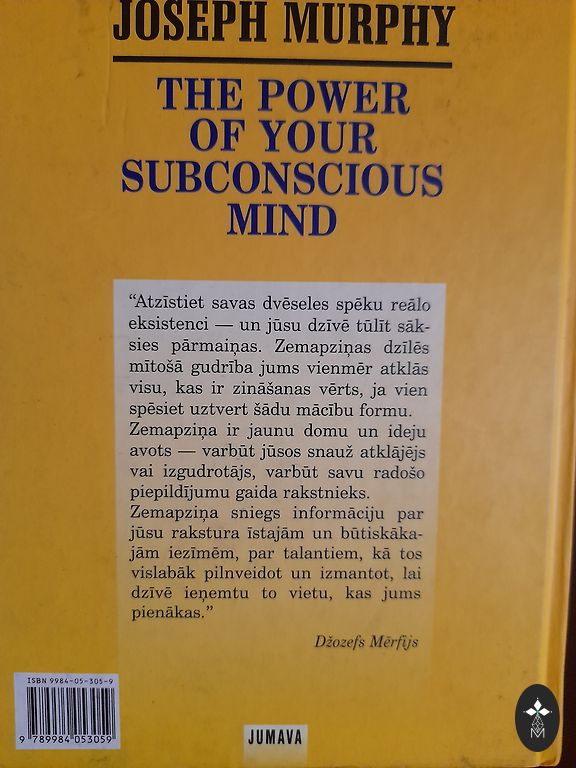 JOSEPH MURPHY
THE POWER
OF YOUR
SUBCONSCIOUS
MIND
“Atzīstiet savas dvēseles spēku reālo
eksistenci — un jūsu dzīvē tūlīt sāk-
sies pārmaiņas. Zemapziņas dzīlēs
mītošā gudrība jums vienmēr atklās
visu, kas ir zināšanas vērts, ja vien
spēsiet uztvert šādu mācību formu.
Zemapziņa ir jaunu domu un ideju
avots — varbūt jūsos snauž atklājējs
vai izgudrotājs, varbūt savu radošo
piepildījumu gaida rakstnieks.
Zemapziņa sniegs informāciju par
jūsu rakstura īstajām un būtiskāka-
jām iezīmēm, par talantiem, kā tos
vislabāk pilnveidot un izmantot, lai
dzīvē ieņemtu to vietu, kas jums
pienākas.”
Džozefs Mērfijs
ISBN 9984-05-305-9
9 789984 053059
JUMAVA
M